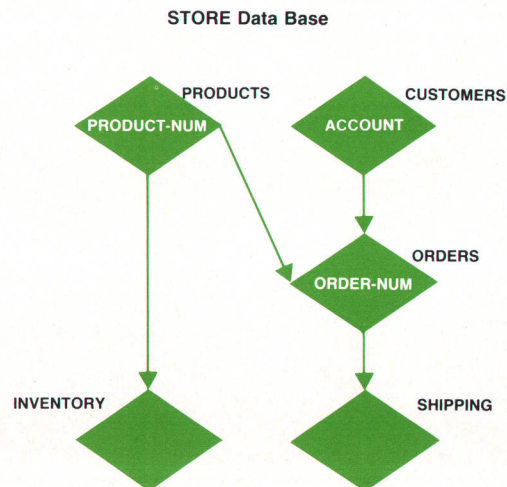 STORE Data Base
PRODUCTS
CUSTOMERS
PRODUCT-NUM
ACCOUNT
ORDERS
ORDER-NUM
INVENTORY
SHIPPING